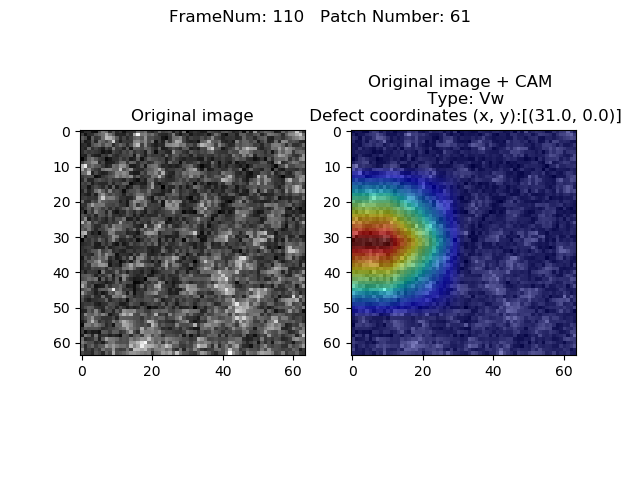 FrameNum: 110   Patch Number: 61
Original image
0
10
20
30
40
50
60
0 20 40 60
Original image + CAM
Type: Vw
Defect coordinates (x, y):[(31.0, 0.0)]
0
10
20
30
40
50
60
0 20 40 60